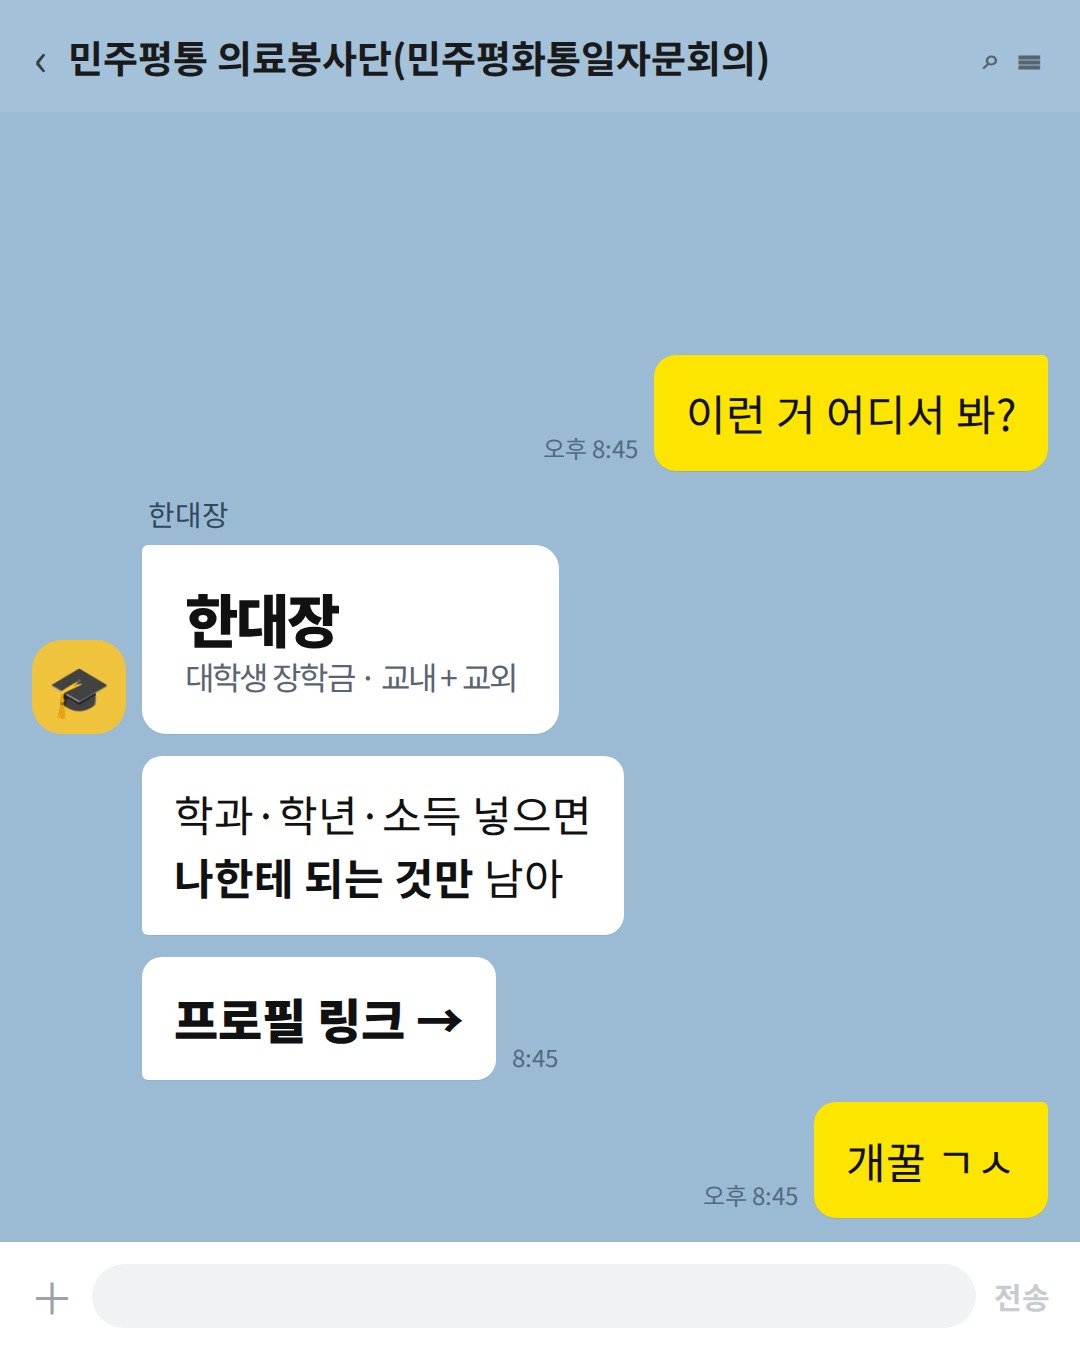 민주평통 의료봉사단(민주평화통일자문회의)
이런 거 어디서 봐?
오후 8:45
한대장
한대장
대학생 장학금 · 교내+교외
학과·학년·소득 넣으면
나한테 되는 것만 남아
프로필 링크 →
8:45
개꿀 ㄱㅅ
오후 8:45
전송